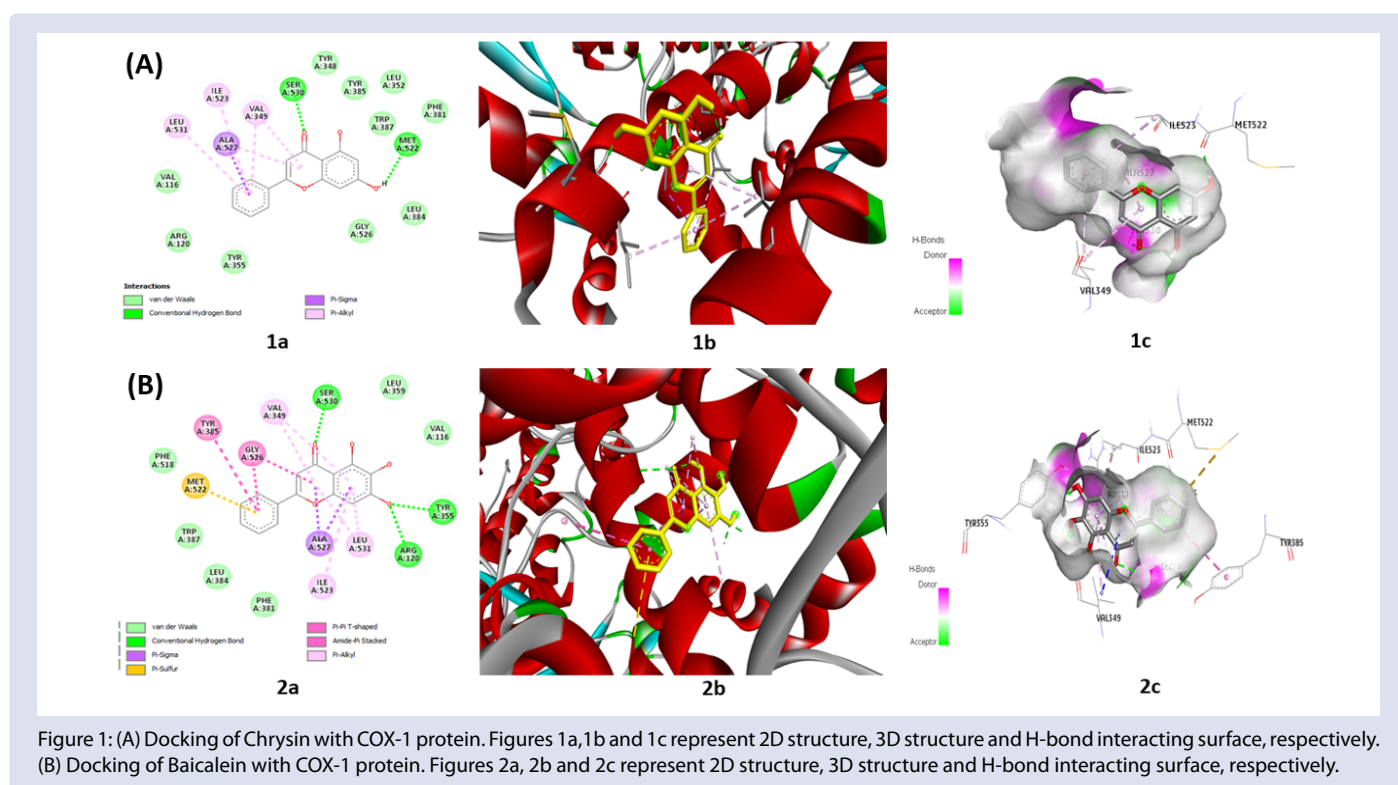 (A)
TYR
A:348
SER
A:530
TYR
A:385
LEU
A:352
ILE
A:523
VAL
A:349
PHE
A:381
TRP
A:387
LEU
A:531
ALA
A:527
MET
A:522
H
O
VAL
A:116
LEU
A:384
GLY
A:526
ARG
A:120
TYR
A:355
Interactions
van der Waals
Conventional Hydrogen Bond
Pi-Sigma
Pi-Alkyl
1a
1b
ILE523
MET522
ALA527
H-Bonds
Donor
Acceptor
VAL349
1c
(B)
SER
A:530
LEU
A:359
VAL
A:349
TYR
A:385
VAL
A:116
GLY
A:526
PHE
A:518
MET
A:522
TYR
A:355
TRP
A:387
ALA
A:527
LEU
A:531
ARG
A:120
LEU
A:384
ILE
A:523
PHE
A:381
van der Waals
Conventional Hydrogen Bond
Pi-Sigma
Pi-Sulfur
Pi-Pi T-shaped
Amide-Pi Stacked
Pi-Alkyl
2a
2b
MET522
ILE523
TYR355
TYR385
H-Bonds
Donor
Acceptor
VAL349
2c
Figure 1: (A) Docking of Chrysin with COX-1 protein. Figures 1a,1b and 1c represent 2D structure, 3D structure and H-bond interacting surface, respectively.
(B) Docking of Baicalein with COX-1 protein. Figures 2a, 2b and 2c represent 2D structure, 3D structure and H-bond interacting surface, respectively.